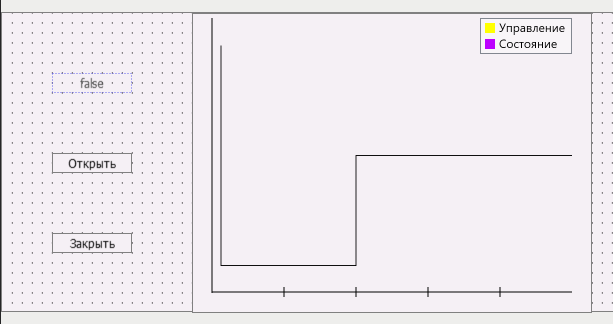 Управление
Состояние
false
Открыть
Закрыть